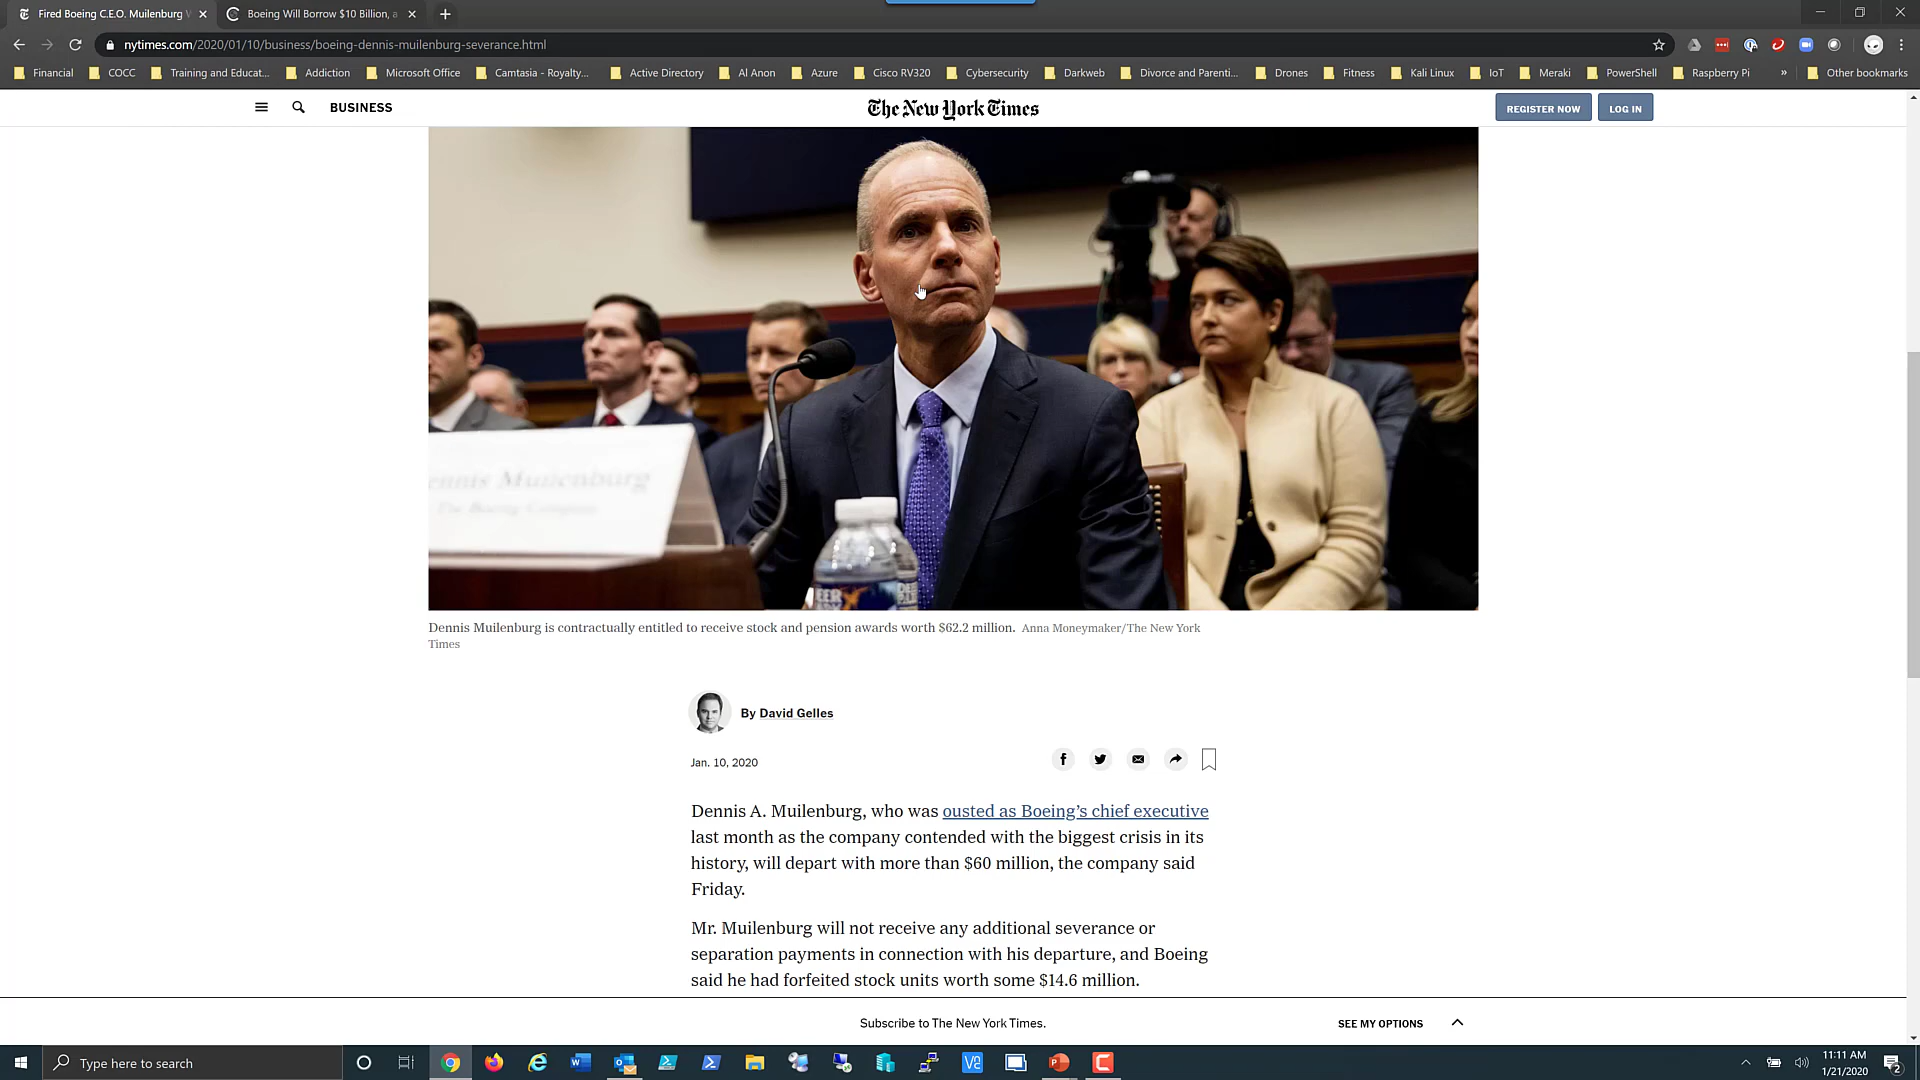 Fired Boeing C.E.O. Muilenburg
Boeing Will Borrow $10 Billion, a
nytimes.com/2020/01/10/business/boeing-dennis-muilenburg-severance.html
Financial COCC Training and Educat... Addiction Microsoft Office Camtasia - Royalty... Active Directory Al Anon Azure Cisco RV320 Cybersecurity Darkweb Divorce and Parenti... Drones Fitness Kali Linux IoT Meraki PowerShell Raspberry Pi » Other bookmarks
BUSINESS The New York Times REGISTER NOW LOG IN
Dennis Muilenburg
The Boeing Company
DEER
Dennis Muilenburg is contractually entitled to receive stock and pension awards worth $62.2 million. Anna Moneymaker/The New York
Times
By David Gelles
Jan. 10, 2020
Dennis A. Muilenburg, who was ousted as Boeing’s chief executive
last month as the company contended with the biggest crisis in its
history, will depart with more than $60 million, the company said
Friday.
Mr. Muilenburg will not receive any additional severance or
separation payments in connection with his departure, and Boeing
said he had forfeited stock units worth some $14.6 million.
Subscribe to The New York Times. SEE MY OPTIONS
Type here to search
11:11 AM
1/21/2020
2